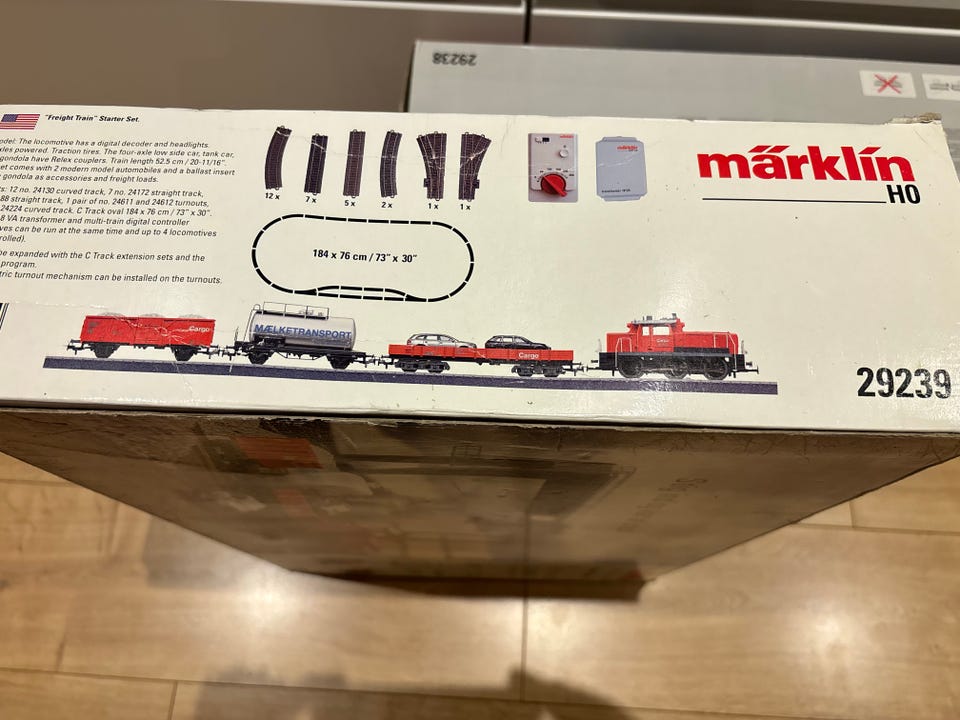 29238
"Freight Train" Starter Set.
odel: The locomotive has a digital decoder and headlights.
xles powered. Traction tires. The four-axle low side car, tank car,
gondola have Relex couplers. Train length 52.5 cm / 20-11/16".
et comes with 2 modern model automobiles and a ballast insert
gondola as accessories and freight loads.
ts: 12 no. 24130 curved track, 7 no. 24172 straight track,
88 straight track, 1 pair of no. 24611 and 24612 turnouts,
24224 curved track. C Track oval 184 x 76 cm / 73" x 30".
8 VA transformer and multi-train digital controller
ves can be run at the same time and up to 4 locomotives
rolled).
be expanded with the C Track extension sets and the
program.
tric turnout mechanism can be installed on the turnouts.
12 x
7 x
5 x
2 x
1 x
1 x
märklin
märklin
märklin
H0
184 x 76 cm / 73" x 30"
Cargo
MÆLKETRANSPORT
Cargo
Cargo
29239